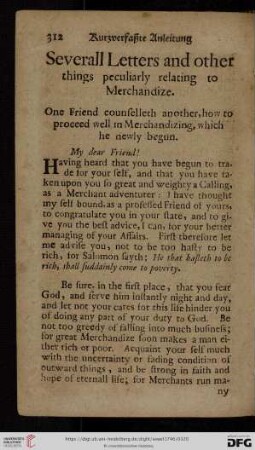 312 Kurzverfaßte Anleitung
Severall Letters and other
things peculiarly relating to
Merchandize.
One Friend counselleth another, how to
proceed well in Merchandizing, which
he newly begun.
My dear Friend!
Having heard that you have begun to tra-
de for your self, and that you have ta-
ken upon you so great and weighty a Calling,
as a Merchant adventurer: I have thought
my self bound, as a professed Friend of yours,
to congratulate you in your state, and to gi-
ve you the best advice, I can, for your better
managing of your Affairs. First therefore let
me advise you, not to be too hasty to be
rich, for Salomon sayth; He that hasteth to be
rich, shall suddainly come to poverty.
Be sure, in the first place, that you fear
God, and serve him instantly night and day,
and let not your cares for this life hinder you
of doing any part of your duty to God. Be
not too greedy of falling into much business;
for great Merchandize soon makes a man ei-
ther rich or poor. Acquaint your self much
with the uncertainty or fading condition of
outward things, and be strong in faith and
hope of eternall life; for Merchants run ma-
ny
© Universitätsbibliothek Heidelberg
DFG